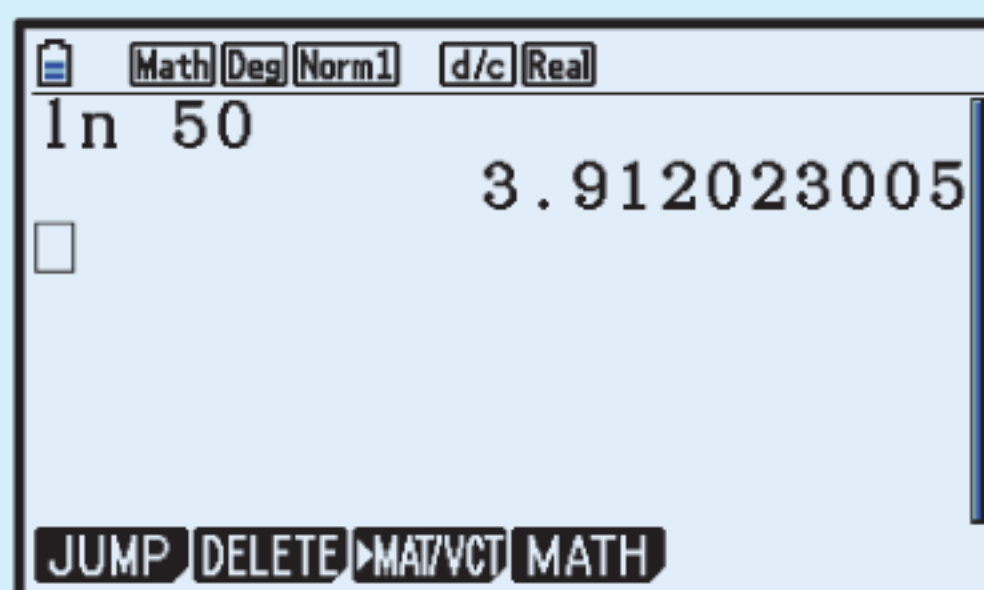 Math Deg Norm1 d/c Real
ln 50
3.912023005
JUMP DELETE ▶MAT/VCT MATH